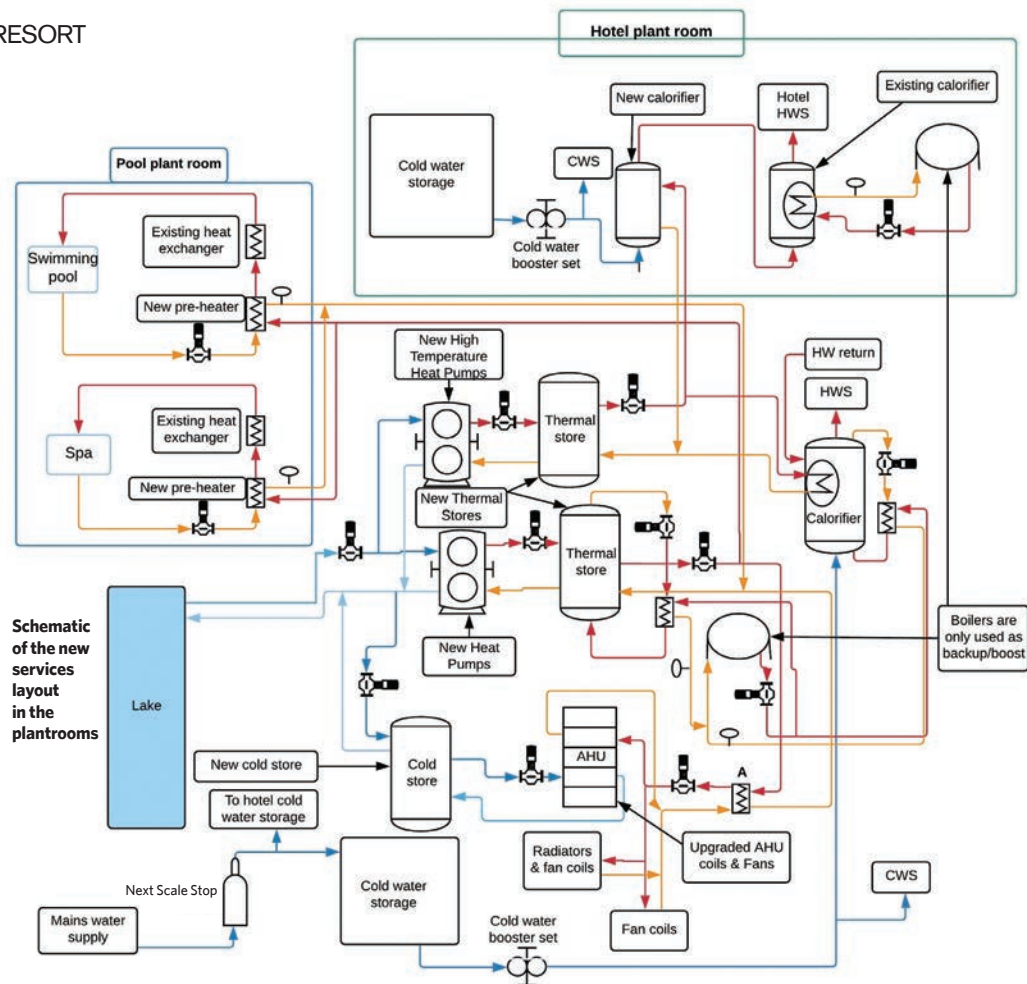 RESORT
Hotel plant room
New calorifier
Hotel
HWS
Existing calorifier
Cold water
storage
CWS
Cold water
booster set
Pool plant room
Existing heat
exchanger
Swimming
pool
New pre-heater
Existing heat
exchanger
Spa
New pre-heater
New High
Temperature
Heat Pumps
Thermal
store
HW return
HWS
Calorifier
New Thermal
Stores
Thermal
store
New Heat
Pumps
Boilers are
only used as
backup/boost
Schematic
of the new
services
layout
in the
plantrooms
Lake
New cold store
Cold
store
AHU
A
To hotel cold
water storage
Radiators
& fan coils
Upgraded AHU
coils & Fans
Next Scale Stop
Cold water
storage
CWS
Mains water
supply
Cold water
booster set
Fan coils